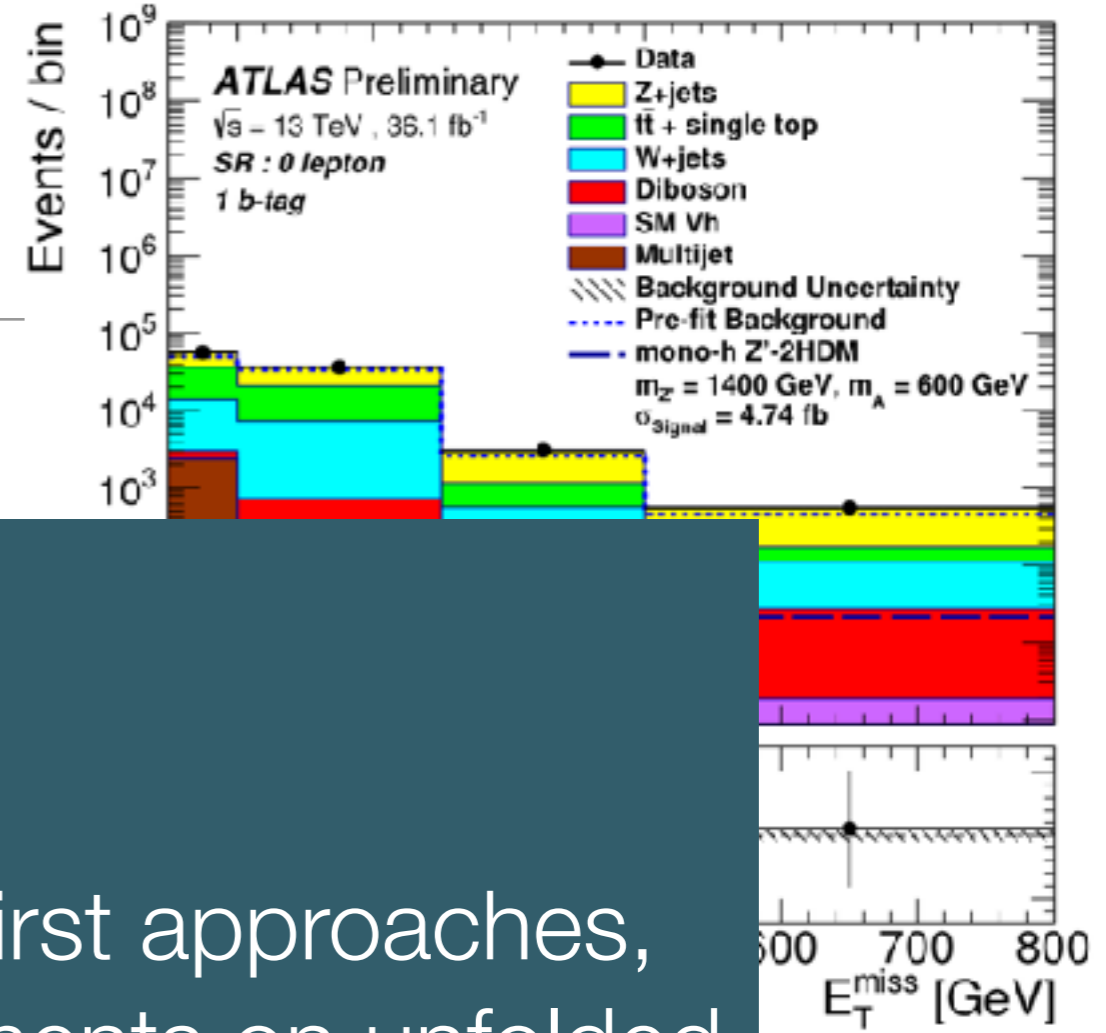 Events / bin
10⁹
10⁸
10⁷
10⁶
10⁵
10⁴
10³
ATLAS Preliminary
√s = 13 TeV , 36.1 fb⁻¹
SR : 0 lepton
1 b-tag
Data
Z+jets
tt̄ + single top
W+jets
Diboson
SM Vh
Multijet
Background Uncertainty
Pre-fit Background
mono-h Z'-2HDM
m_Z' = 1400 GeV, m_A = 600 GeV
σ_Signal = 4.74 fb
approaches,
on unfolded
700 800
E_T^miss [GeV]